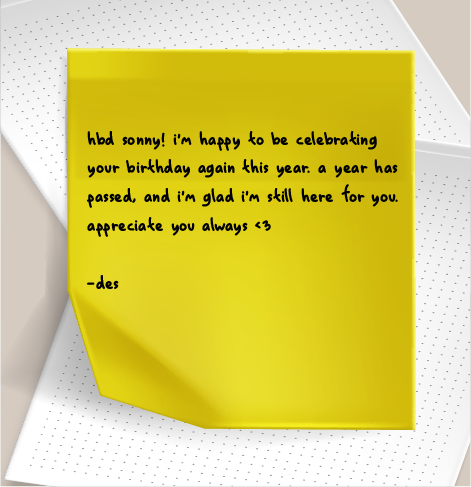 hbd sonny! i'm happy to be celebrating
your birthday again this year. a year has
passed, and i'm glad i'm still here for you.
appreciate you always <3
-des